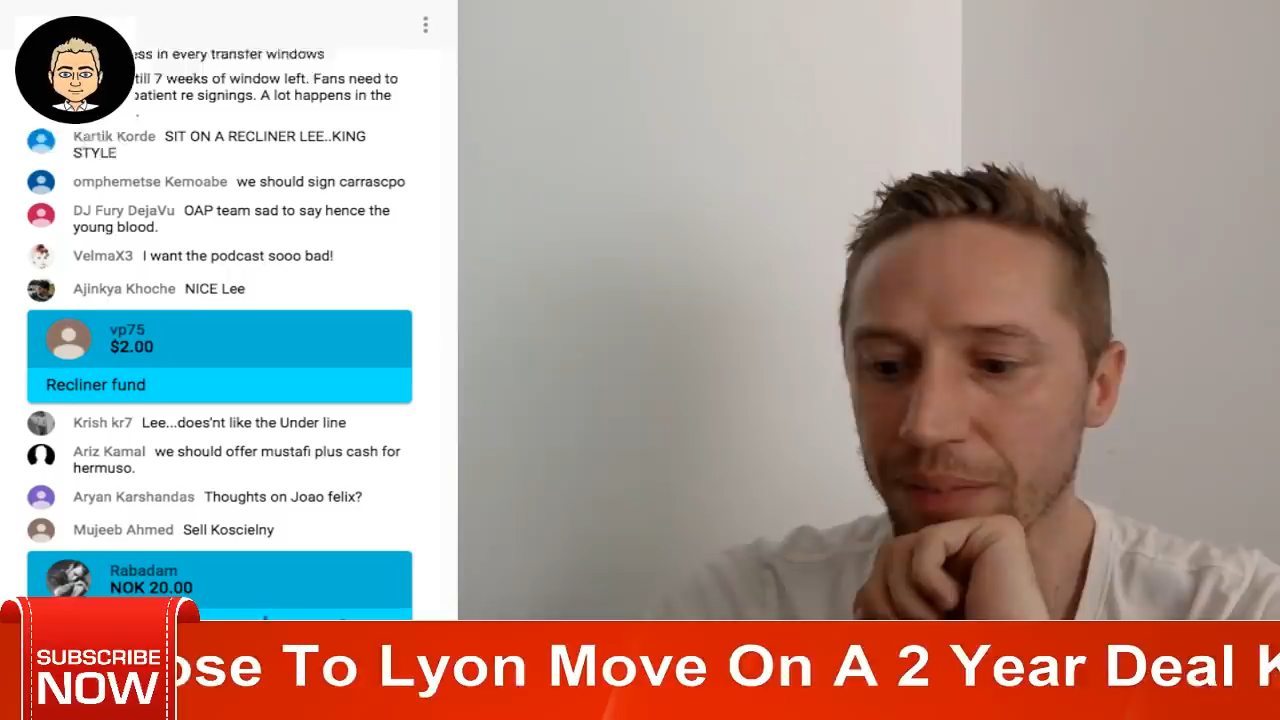 ess in every transfer windows
till 7 weeks of window left. Fans need to
patient re signings. A lot happens in the
Kartik Korde SIT ON A RECLINER LEE..KING
STYLE
omphemetse Kemoabe we should sign carrascpo
DJ Fury DejaVu OAP team sad to say hence the
young blood.
VelmaX3 I want the podcast sooo bad!
Ajinkya Khoche NICE Lee
vp75
$2.00
Recliner fund
Krish kr7 Lee...does'nt like the Under line
Ariz Kamal we should offer mustafi plus cash for
hermuso.
Aryan Karshandas Thoughts on Joao felix?
Mujeeb Ahmed Sell Koscielny
Rabadam
NOK 20.00
SUBSCRIBE
NOW
ose To Lyon Move On A 2 Year Deal K